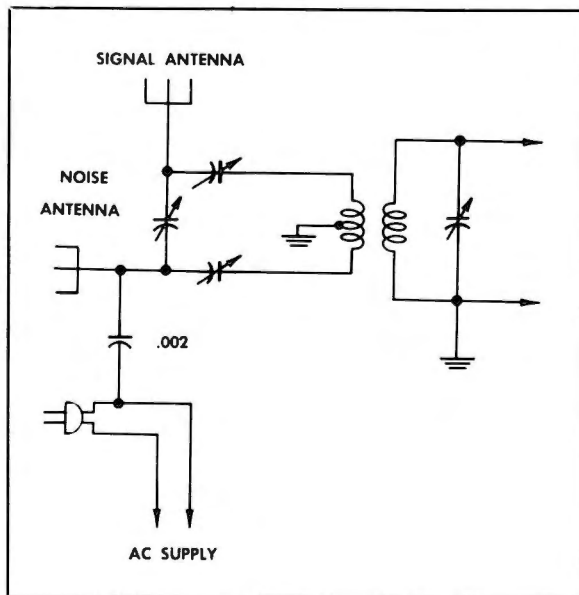 SIGNAL ANTENNA
NOISE
ANTENNA
.002
AC SUPPLY